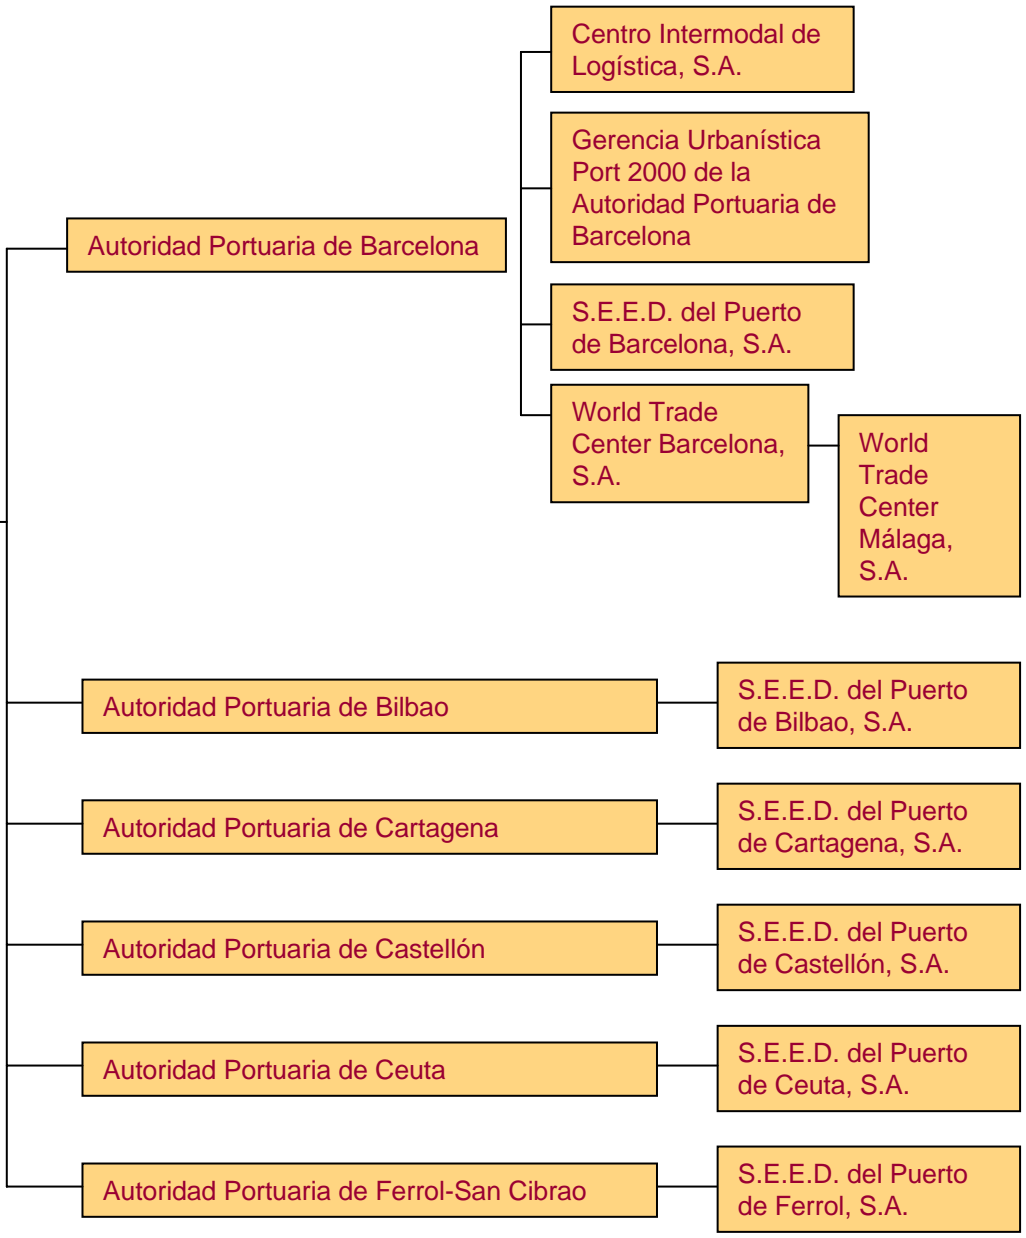 Centro Intermodal de
Logística, S.A.
Gerencia Urbanística
Port 2000 de la
Autoridad Portuaria de
Barcelona
Autoridad Portuaria de Barcelona
S.E.E.D. del Puerto
de Barcelona, S.A.
World Trade
Center Barcelona,
S.A.
World
Trade
Center
Málaga,
S.A.
Autoridad Portuaria de Bilbao
S.E.E.D. del Puerto
de Bilbao, S.A.
Autoridad Portuaria de Cartagena
S.E.E.D. del Puerto
de Cartagena, S.A.
Autoridad Portuaria de Castellón
S.E.E.D. del Puerto
de Castellón, S.A.
Autoridad Portuaria de Ceuta
S.E.E.D. del Puerto
de Ceuta, S.A.
Autoridad Portuaria de Ferrol-San Cibrao
S.E.E.D. del Puerto
de Ferrol, S.A.